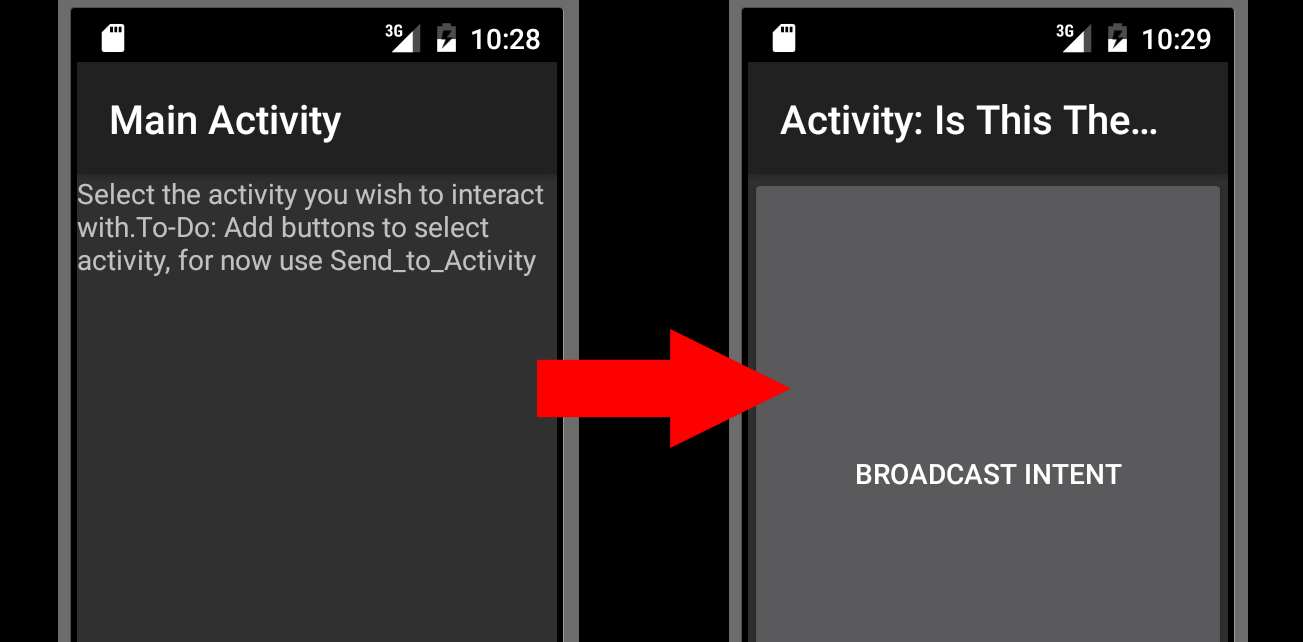 3G 10:28
Main Activity
Select the activity you wish to interact
with.To-Do: Add buttons to select
activity, for now use Send_to_Activity
3G 10:29
Activity: Is This The…
BROADCAST INTENT